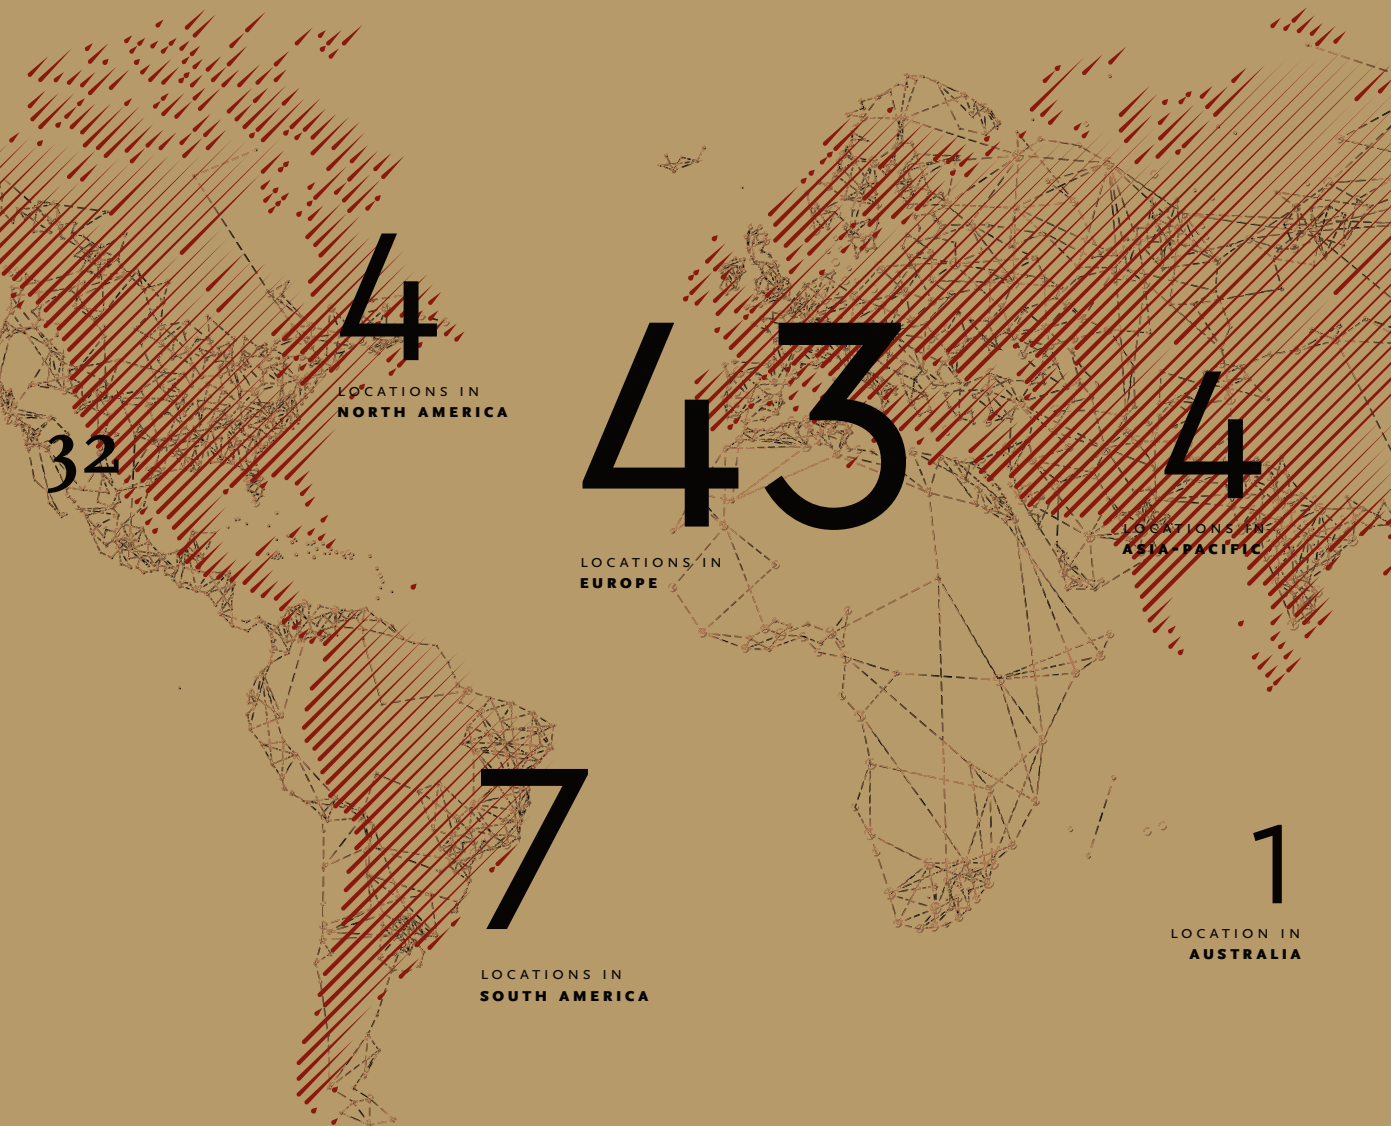 4
LOCATIONS IN
NORTH AMERICA
32
43
LOCATIONS IN
EUROPE
4
LOCATIONS IN
ASIA-PACIFIC
7
LOCATIONS IN
SOUTH AMERICA
1
LOCATION IN
AUSTRALIA